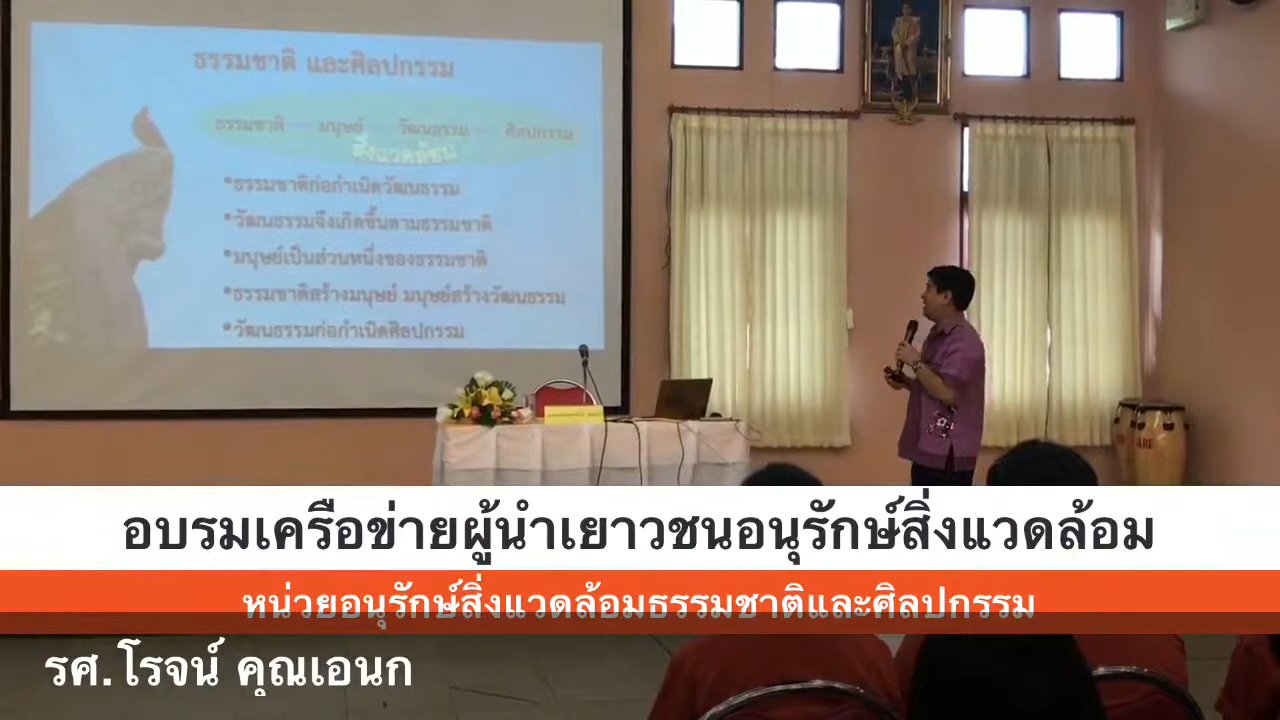 ธรรมชาติ และศิลปกรรม
ธรรมชาติ มนุษย์ วัฒนธรรม ศิลปกรรม
สิ่งแวดล้อม
•ธรรมชาติก่อกำเนิดวัฒนธรรม
•วัฒนธรรมจึงเกิดขึ้นตามธรรมชาติ
•มนุษย์เป็นส่วนหนึ่งของธรรมชาติ
•ธรรมชาติสร้างมนุษย์ มนุษย์สร้างวัฒนธรรม
•วัฒนธรรมก่อกำเนิดศิลปกรรม
อบรมเครือข่ายผู้นำเยาวชนอนุรักษ์สิ่งแวดล้อม
หน่วยอนุรักษ์สิ่งแวดล้อมธรรมชาติและศิลปกรรม
รศ.โรจน์ คุณเอนก